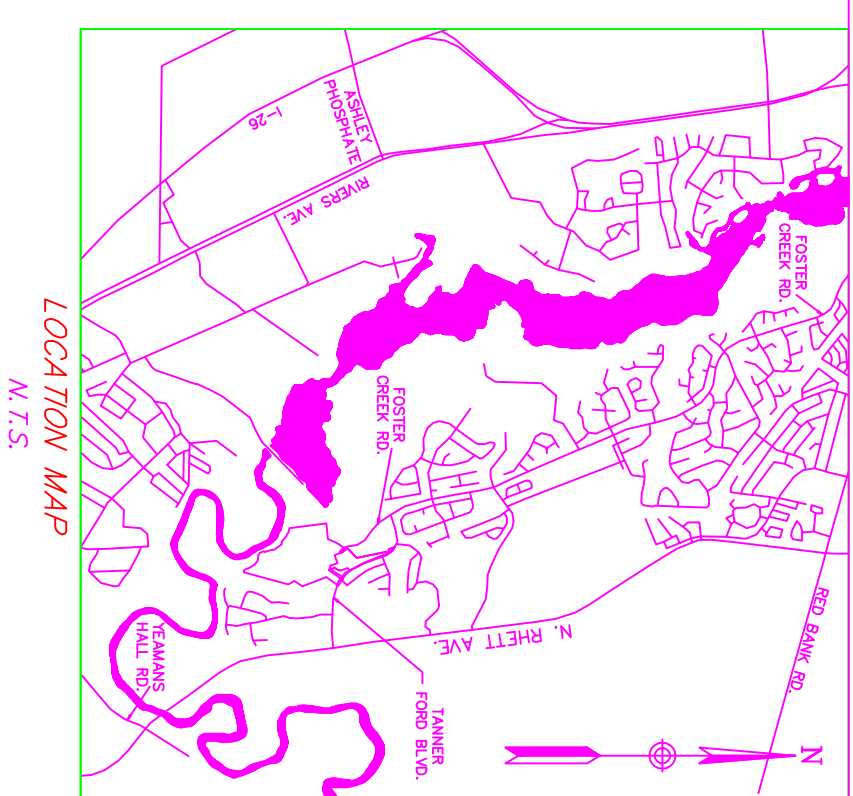 ASHLEY
PHOSPHATE
I-26
RIVERS AVE.
FOSTER
CREEK RD.
FOSTER
CREEK RD.
RED BANK RD.
N. RHETT AVE.
YEAMANS
HALL RD.
TANNER
FORD BLVD.
N
LOCATION MAP
N.T.S.